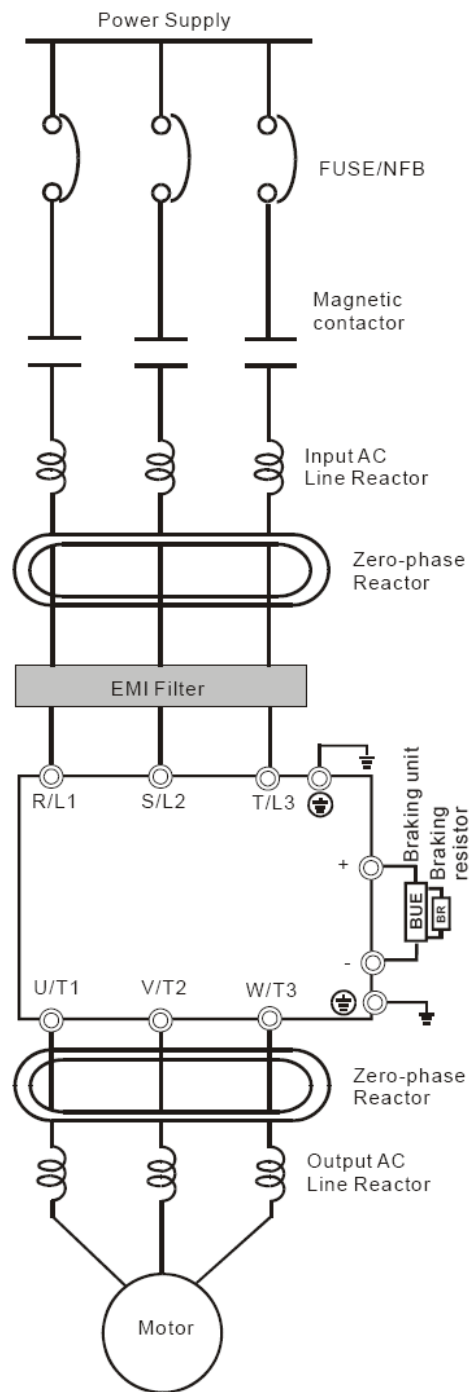 Power Supply
FUSE/NFB
Magnetic
contactor
Input AC
Line Reactor
Zero-phase
Reactor
EMI Filter
R/L1
S/L2
T/L3
+
-
Braking unit
BUE
Braking
resistor
BR
U/T1
V/T2
W/T3
Zero-phase
Reactor
Output AC
Line Reactor
Motor